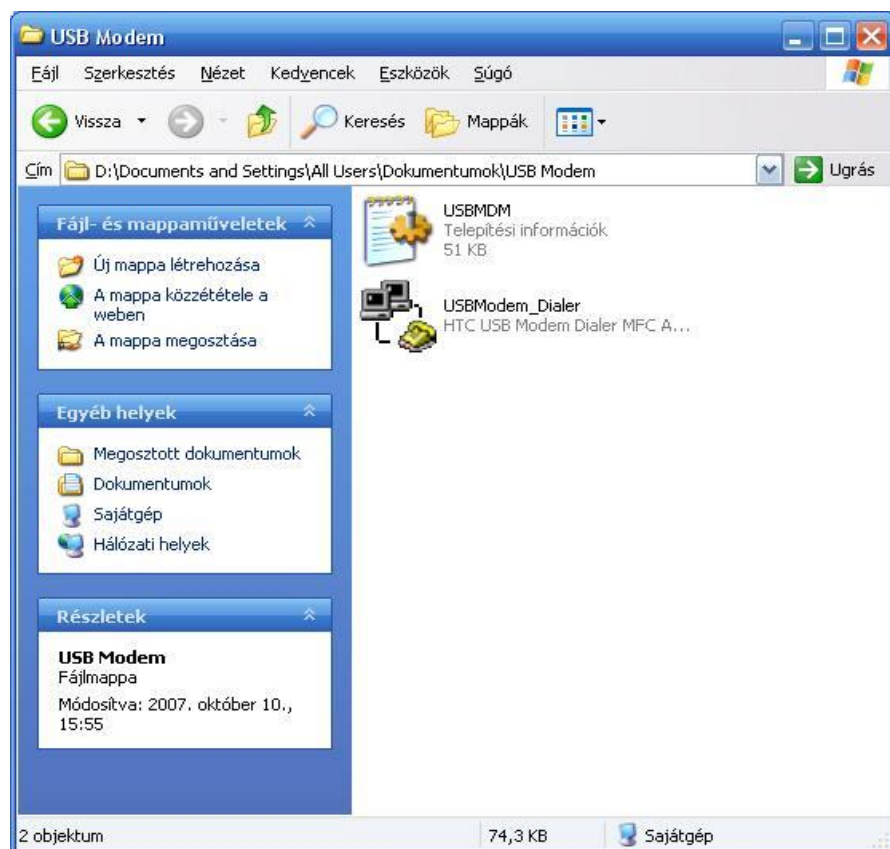 USB Modem
Fájl Szerkesztés Nézet Kedvencek Eszközök Súgó
Vissza Keresés Mappák
Cím D:\Documents and Settings\All Users\Dokumentumok\USB Modem Ugrás
Fájl- és mappaműveletek
Új mappa létrehozása
A mappa közzététele a
weben
A mappa megosztása
Egyéb helyek
Megosztott dokumentumok
Dokumentumok
Sajátgép
Hálózati helyek
Részletek
USB Modem
Fájlmappa
Módosítva: 2007. október 10.,
15:55
USBMDM
Telepítési információk
51 KB
USBModem_Dialer
HTC USB Modem Dialer MFC A...
2 objektum 74,3 KB Sajátgép